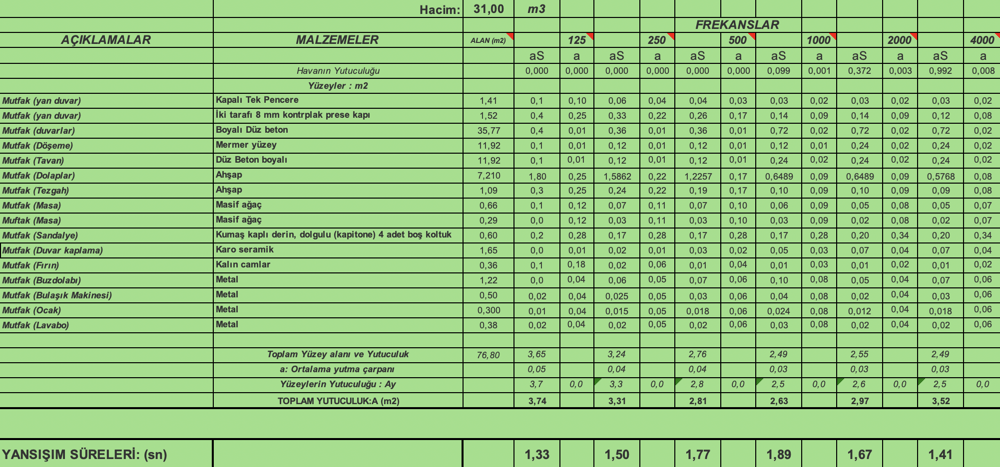 Hacim: 31,00 m3
FREKANSLAR
AÇIKLAMALAR MALZEMELER ALAN (m2) 125 250 500 1000 2000 4000
aS a aS a aS a aS a aS a aS a
Havanın Yutuculuğu 0,000 0,000 0,000 0,000 0,000 0,000 0,099 0,001 0,372 0,003 0,992 0,008
Yüzeyler : m2
Mutfak (yan duvar) Kapalı Tek Pencere 1,41 0,1 0,10 0,06 0,04 0,04 0,03 0,03 0,02 0,03 0,02 0,03 0,02
Mutfak (yan duvar) İki tarafı 8 mm kontrplak prese kapı 1,52 0,4 0,25 0,33 0,22 0,26 0,17 0,14 0,09 0,14 0,09 0,12 0,08
Mutfak (duvarlar) Boyalı Düz beton 35,77 0,4 0,01 0,36 0,01 0,36 0,01 0,72 0,02 0,72 0,02 0,72 0,02
Mutfak (Döşeme) Mermer yüzey 11,92 0,1 0,01 0,12 0,01 0,12 0,01 0,12 0,01 0,24 0,02 0,24 0,02
Mutfak (Tavan) Düz Beton boyalı 11,92 0,1 0,01 0,12 0,01 0,12 0,01 0,24 0,02 0,24 0,02 0,24 0,02
Mutfak (Dolaplar) Ahşap 7,210 1,80 0,25 1,5862 0,22 1,2257 0,17 0,6489 0,09 0,6489 0,09 0,5768 0,08
Mutfak (Tezgah) Ahşap 1,09 0,3 0,25 0,24 0,22 0,19 0,17 0,10 0,09 0,10 0,09 0,09 0,08
Mutfak (Masa) Masif ağaç 0,66 0,1 0,12 0,07 0,11 0,07 0,10 0,06 0,09 0,05 0,08 0,05 0,07
Muftak (Masa) Masif ağaç 0,29 0,0 0,12 0,03 0,11 0,03 0,10 0,03 0,09 0,02 0,08 0,02 0,07
Mutfak (Sandalye) Kumaş kaplı derin, dolgulu (kapitone) 4 adet boş koltuk 0,60 0,2 0,28 0,17 0,28 0,17 0,28 0,17 0,28 0,20 0,34 0,20 0,34
Mutfak (Duvar kaplama) Karo seramik 1,65 0,0 0,01 0,02 0,01 0,03 0,02 0,05 0,03 0,07 0,04 0,07 0,04
Mutfak (Fırın) Kalın camlar 0,36 0,1 0,18 0,02 0,06 0,01 0,04 0,01 0,03 0,01 0,02 0,01 0,02
Mutfak (Buzdolabı) Metal 1,22 0,0 0,04 0,06 0,05 0,07 0,06 0,10 0,08 0,05 0,04 0,07 0,06
Mutfak (Bulaşık Makinesi) Metal 0,50 0,02 0,04 0,025 0,05 0,03 0,06 0,04 0,08 0,02 0,04 0,03 0,06
Mutfak (Ocak) Metal 0,300 0,01 0,04 0,015 0,05 0,018 0,06 0,024 0,08 0,012 0,04 0,018 0,06
Mutfak (Lavabo) Metal 0,38 0,02 0,04 0,02 0,05 0,02 0,06 0,03 0,08 0,02 0,04 0,02 0,06
Toplam Yüzey alanı ve Yutuculuk 76,80 3,65 3,24 2,76 2,49 2,55 2,49
a: Ortalama yutma çarpanı 0,05 0,04 0,04 0,03 0,03 0,03
Yüzeylerin Yutuculuğu : Ay 3,7 0,0 3,3 0,0 2,8 0,0 2,5 0,0 2,6 0,0 2,5 0,0
TOPLAM YUTUCULUK:A (m2) 3,74 3,31 2,81 2,63 2,97 3,52
YANSIŞIM SÜRELERİ: (sn) 1,33 1,50 1,77 1,89 1,67 1,41